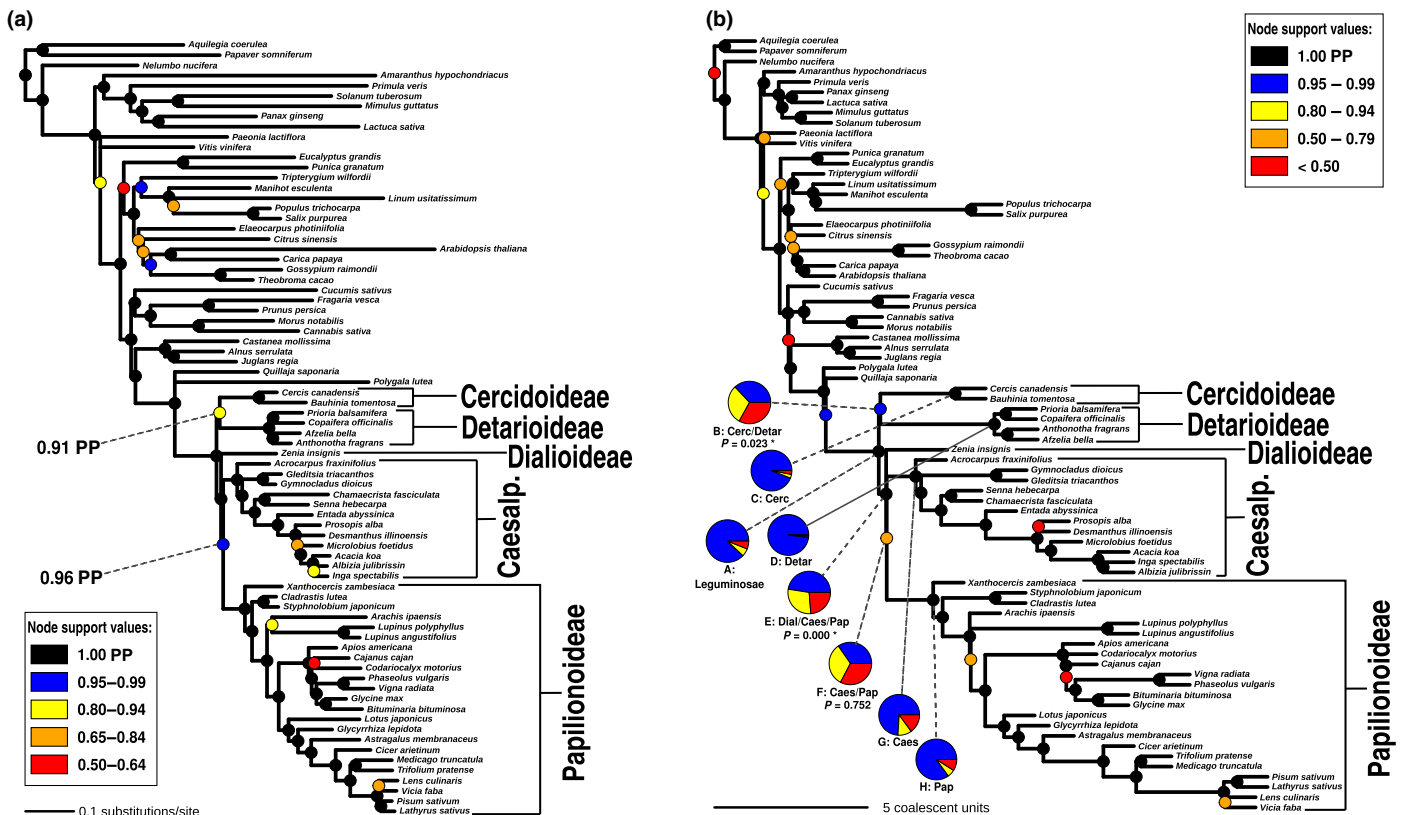 (a)
Aquilegia coerulea
Papaver somniferum
Nelumbo nucifera
Amaranthus hypochondriacus
Primula veris
Solanum tuberosum
Mimulus guttatus
Panax ginseng
Lactuca sativa
Paeonia lactiflora
Vitis vinifera
Eucalyptus grandis
Punica granatum
Tripterygium wilfordii
Manihot esculenta
Linum usitatissimum
Populus trichocarpa
Salix purpurea
Elaeocarpus photiniifolia
Citrus sinensis
Arabidopsis thaliana
Carica papaya
Gossypium raimondii
Theobroma cacao
Cucumis sativus
Fragaria vesca
Prunus persica
Morus notabilis
Cannabis sativa
Castanea mollissima
Alnus serrulata
Juglans regia
Quillaja saponaria
Polygala lutea
Cercis canadensis
Bauhinia tomentosa
Prioria balsamifera
Copaifera officinalis
Afzelia bella
Anthonotha fragrans
Zenia insignis
Acrocarpus fraxinifolius
Gleditsia triacanthos
Gymnocladus dioicus
Chamaecrista fasciculata
Senna hebecarpa
Entada abyssinica
Prosopis alba
Desmanthus illinoensis
Microlobius foetidus
Acacia koa
Albizia julibrissin
Inga spectabilis
Xanthocercis zambesiaca
Cladrastis lutea
Styphnolobium japonicum
Arachis ipaensis
Lupinus polyphyllus
Lupinus angustifolius
Apios americana
Cajanus cajan
Codariocalyx motorius
Phaseolus vulgaris
Vigna radiata
Glycine max
Bituminaria bituminosa
Lotus japonicus
Glycyrrhiza lepidota
Astragalus membranaceus
Cicer arietinum
Medicago truncatula
Trifolium pratense
Lens culinaris
Vicia faba
Pisum sativum
Lathyrus sativus
Cercidoideae
Detarioideae
Dialioideae
Caesalp.
Papilionoideae
0.91 PP
0.96 PP
Node support values:
1.00 PP
0.95–0.99
0.80–0.94
0.65–0.84
0.50–0.64
0.1 substitutions/site
(b)
Aquilegia coerulea
Papaver somniferum
Nelumbo nucifera
Amaranthus hypochondriacus
Primula veris
Panax ginseng
Lactuca sativa
Mimulus guttatus
Solanum tuberosum
Paeonia lactiflora
Vitis vinifera
Punica granatum
Eucalyptus grandis
Tripterygium wilfordii
Linum usitatissimum
Manihot esculenta
Populus trichocarpa
Salix purpurea
Elaeocarpus photiniifolia
Citrus sinensis
Gossypium raimondii
Theobroma cacao
Carica papaya
Arabidopsis thaliana
Cucumis sativus
Fragaria vesca
Prunus persica
Cannabis sativa
Morus notabilis
Castanea mollissima
Alnus serrulata
Juglans regia
Polygala lutea
Quillaja saponaria
Cercis canadensis
Bauhinia tomentosa
Prioria balsamifera
Copaifera officinalis
Anthonotha fragrans
Afzelia bella
Zenia insignis
Acrocarpus fraxinifolius
Gymnocladus dioicus
Gleditsia triacanthos
Senna hebecarpa
Chamaecrista fasciculata
Entada abyssinica
Prosopis alba
Desmanthus illinoensis
Microlobius foetidus
Acacia koa
Inga spectabilis
Albizia julibrissin
Xanthocercis zambesiaca
Styphnolobium japonicum
Cladrastis lutea
Arachis ipaensis
Lupinus polyphyllus
Lupinus angustifolius
Apios americana
Codariocalyx motorius
Cajanus cajan
Vigna radiata
Phaseolus vulgaris
Bituminaria bituminosa
Glycine max
Lotus japonicus
Glycyrrhiza lepidota
Astragalus membranaceus
Cicer arietinum
Trifolium pratense
Medicago truncatula
Pisum sativum
Lathyrus sativus
Lens culinaris
Vicia faba
Cercidoideae
Detarioideae
Dialioideae
Caesalp.
Papilionoideae
B: Cerc/Detar
P = 0.023 *
C: Cerc
A:
Leguminosae
D: Detar
E: Dial/Caes/Pap
P = 0.000 *
F: Caes/Pap
P = 0.752
G: Caes
H: Pap
Node support values:
1.00 PP
0.95 – 0.99
0.80 – 0.94
0.50 – 0.79
< 0.50
5 coalescent units